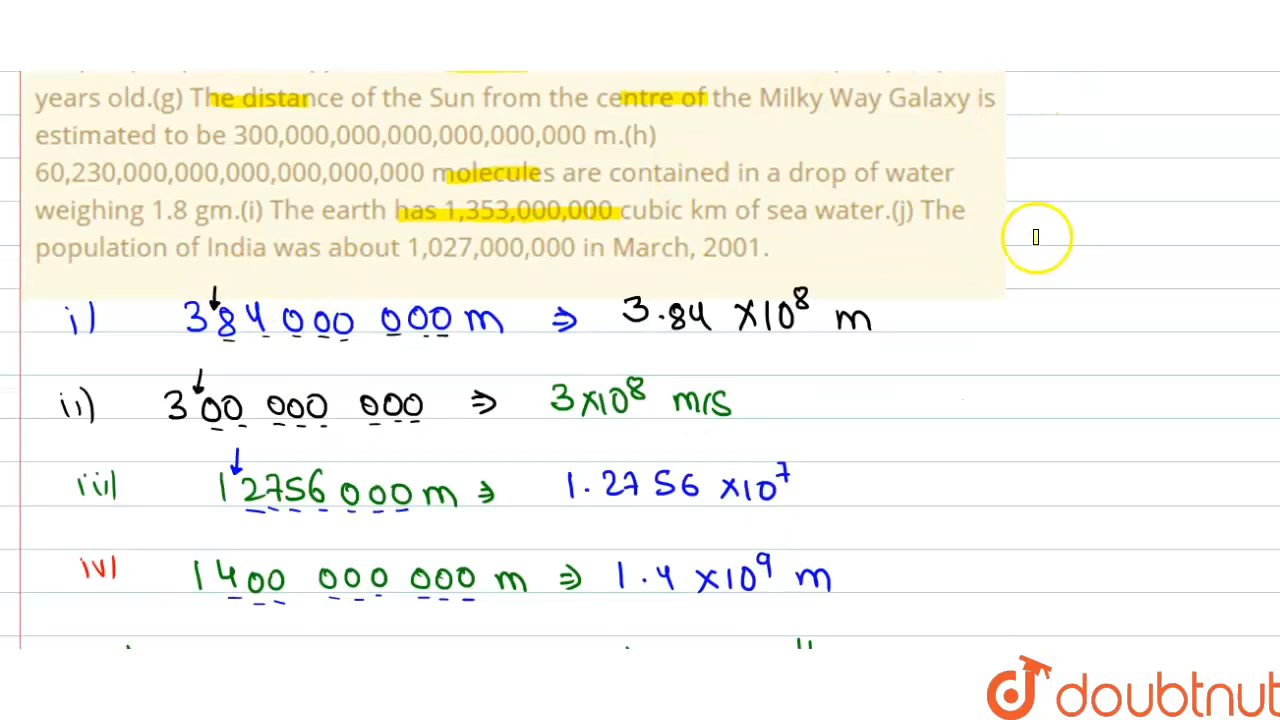 years old.(g) The distance of the Sun from the centre of the Milky Way Galaxy is
estimated to be 300,000,000,000,000,000,000 m.(h)
60,230,000,000,000,000,000,000 molecules are contained in a drop of water
weighing 1.8 gm.(i) The earth has 1,353,000,000 cubic km of sea water.(j) The
population of India was about 1,027,000,000 in March, 2001.
i) 384 000 000 m ⇒ 3.84 ×10⁸ m
ii) 300 000 000 ⇒ 3×10⁸ m/s
iii) 12756 000 m ⇒ 1.2756 ×10⁷
iv) 1400 000 000 m ⇒ 1.4 ×10⁹ m
doubtnut